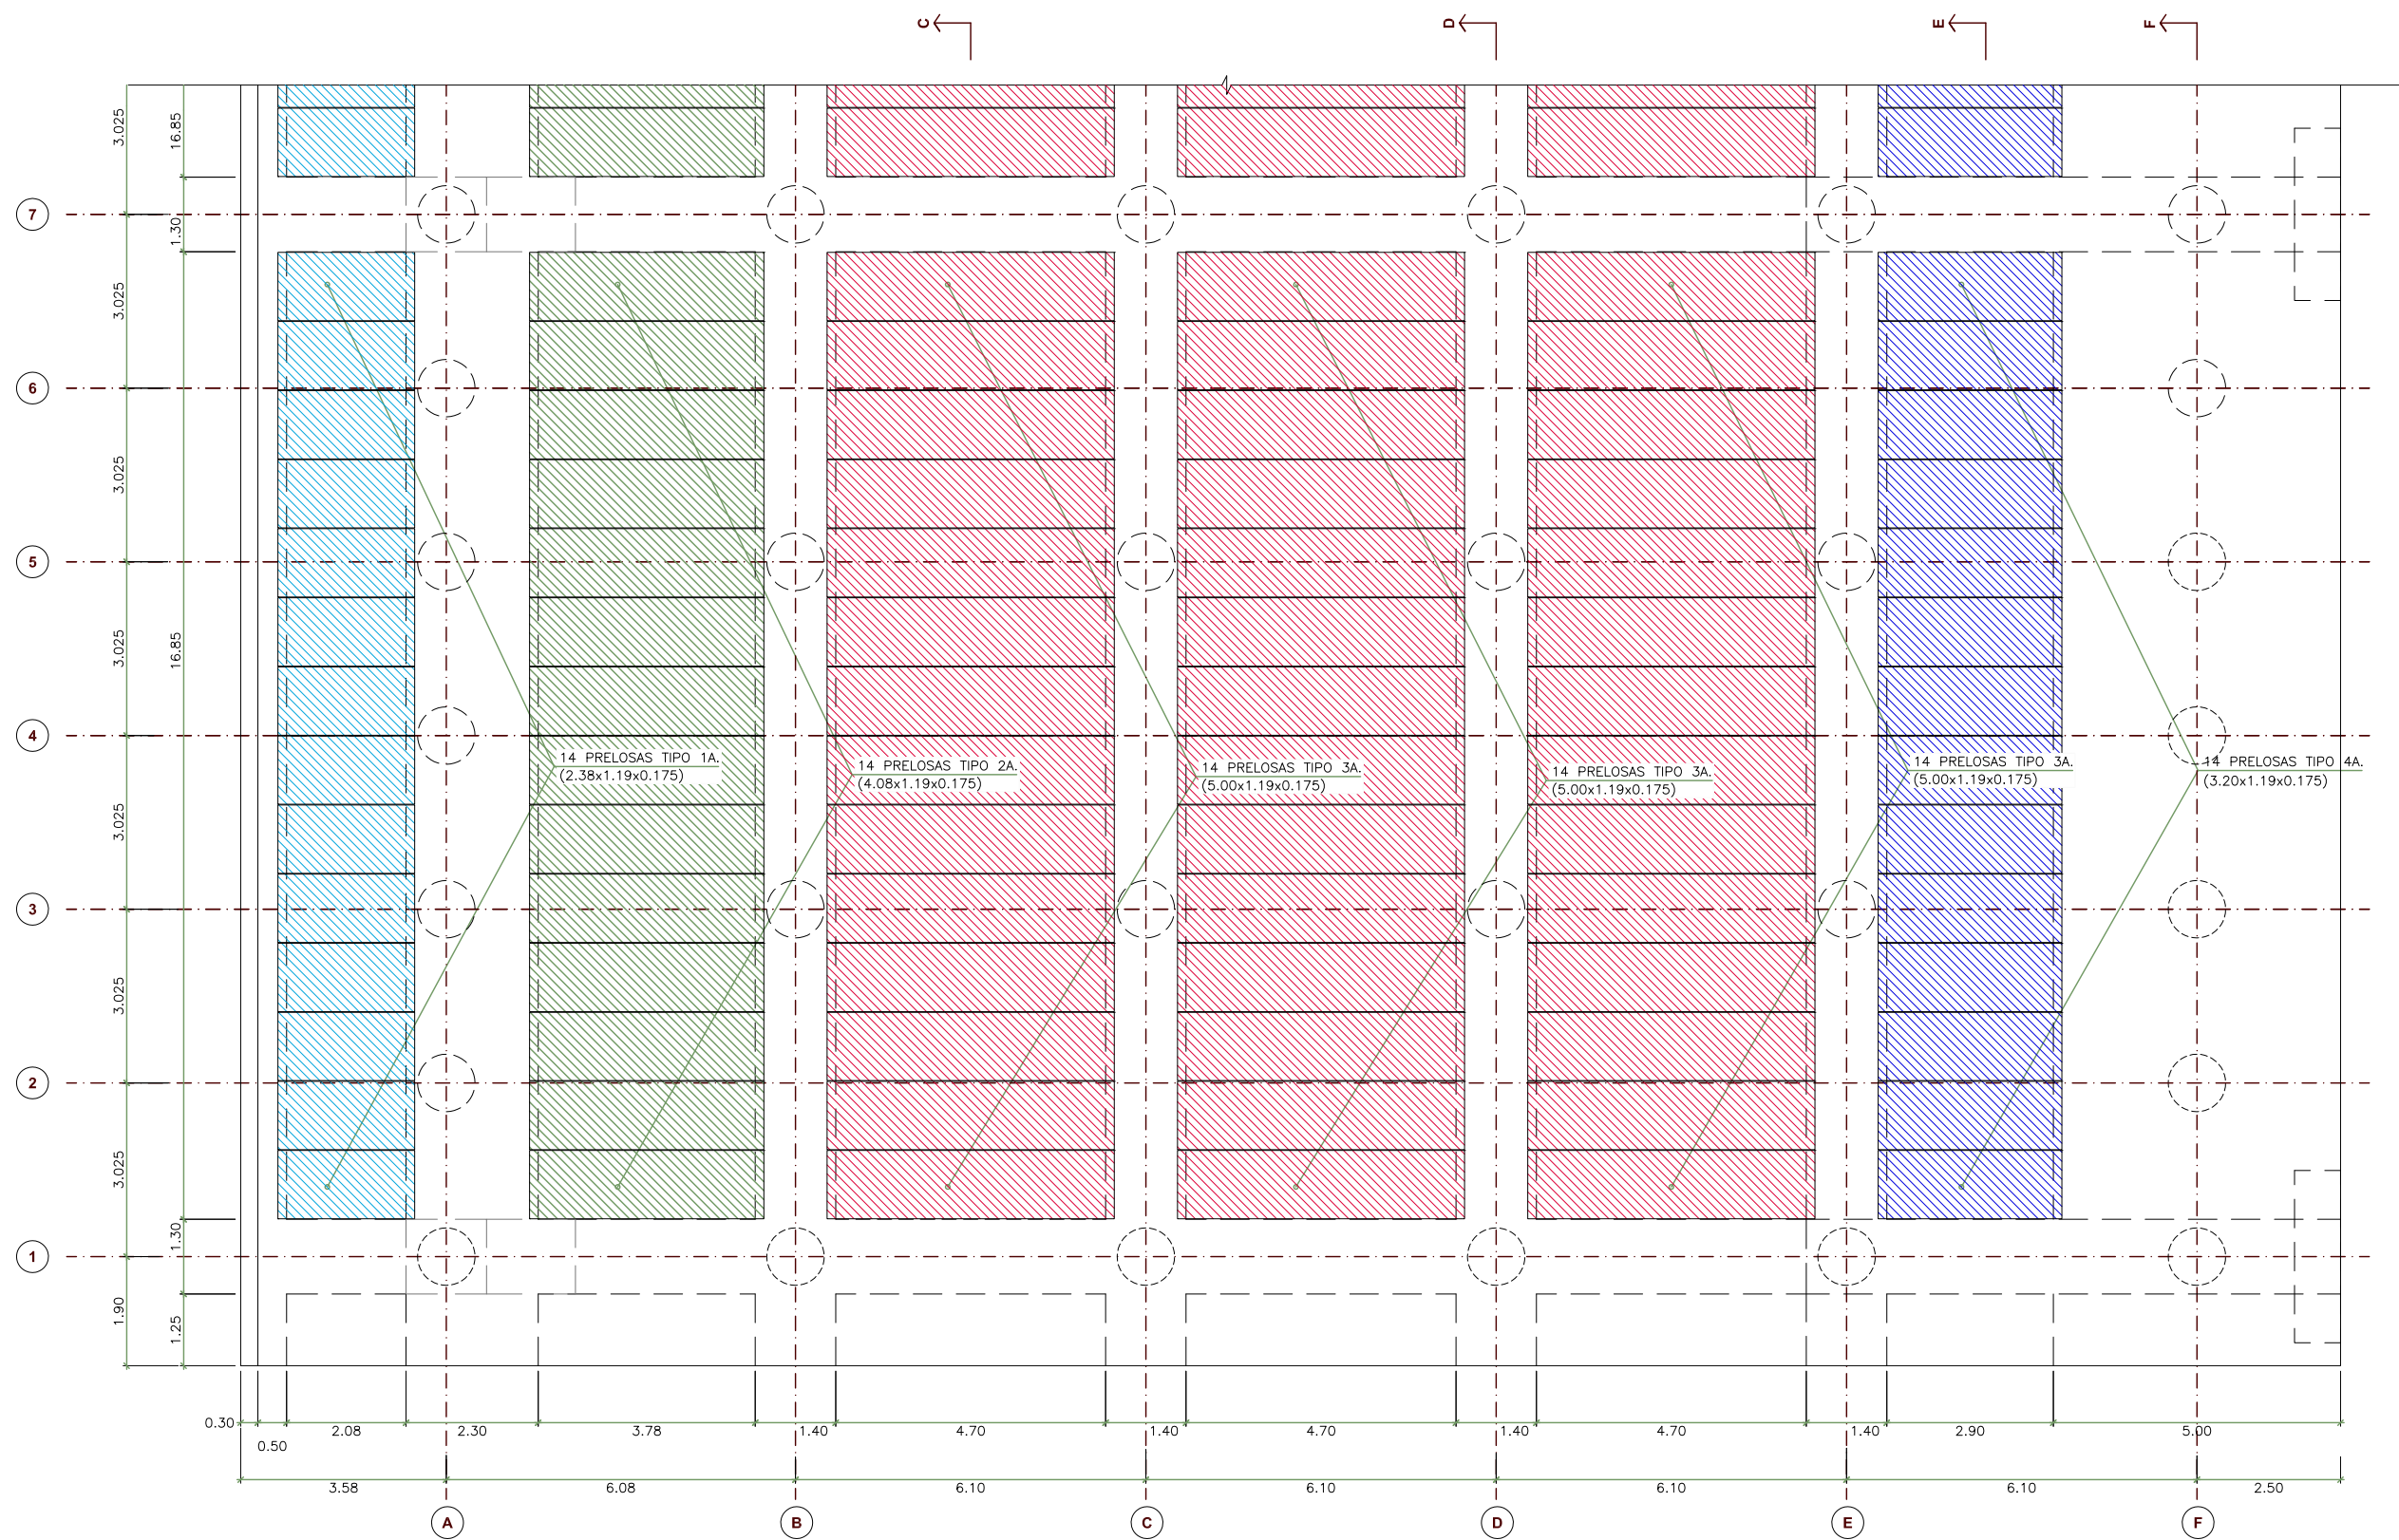 C
D
E
F
3.025
16.85
7
1.30
3.025
6
3.025
5
3.025
16.85
4
14 PRELOSAS TIPO 1A.
(2.38x1.19x0.175)
14 PRELOSAS TIPO 2A.
(4.08x1.19x0.175)
14 PRELOSAS TIPO 3A.
(5.00x1.19x0.175)
14 PRELOSAS TIPO 3A.
(5.00x1.19x0.175)
14 PRELOSAS TIPO 3A.
(5.00x1.19x0.175)
14 PRELOSAS TIPO 4A.
(3.20x1.19x0.175)
3.025
3
3.025
2
3.025
1.30
1
1.90
1.25
0.30
0.50
2.08
2.30
3.78
1.40
4.70
1.40
4.70
1.40
4.70
1.40
2.90
5.00
3.58
6.08
6.10
6.10
6.10
6.10
2.50
A
B
C
D
E
F